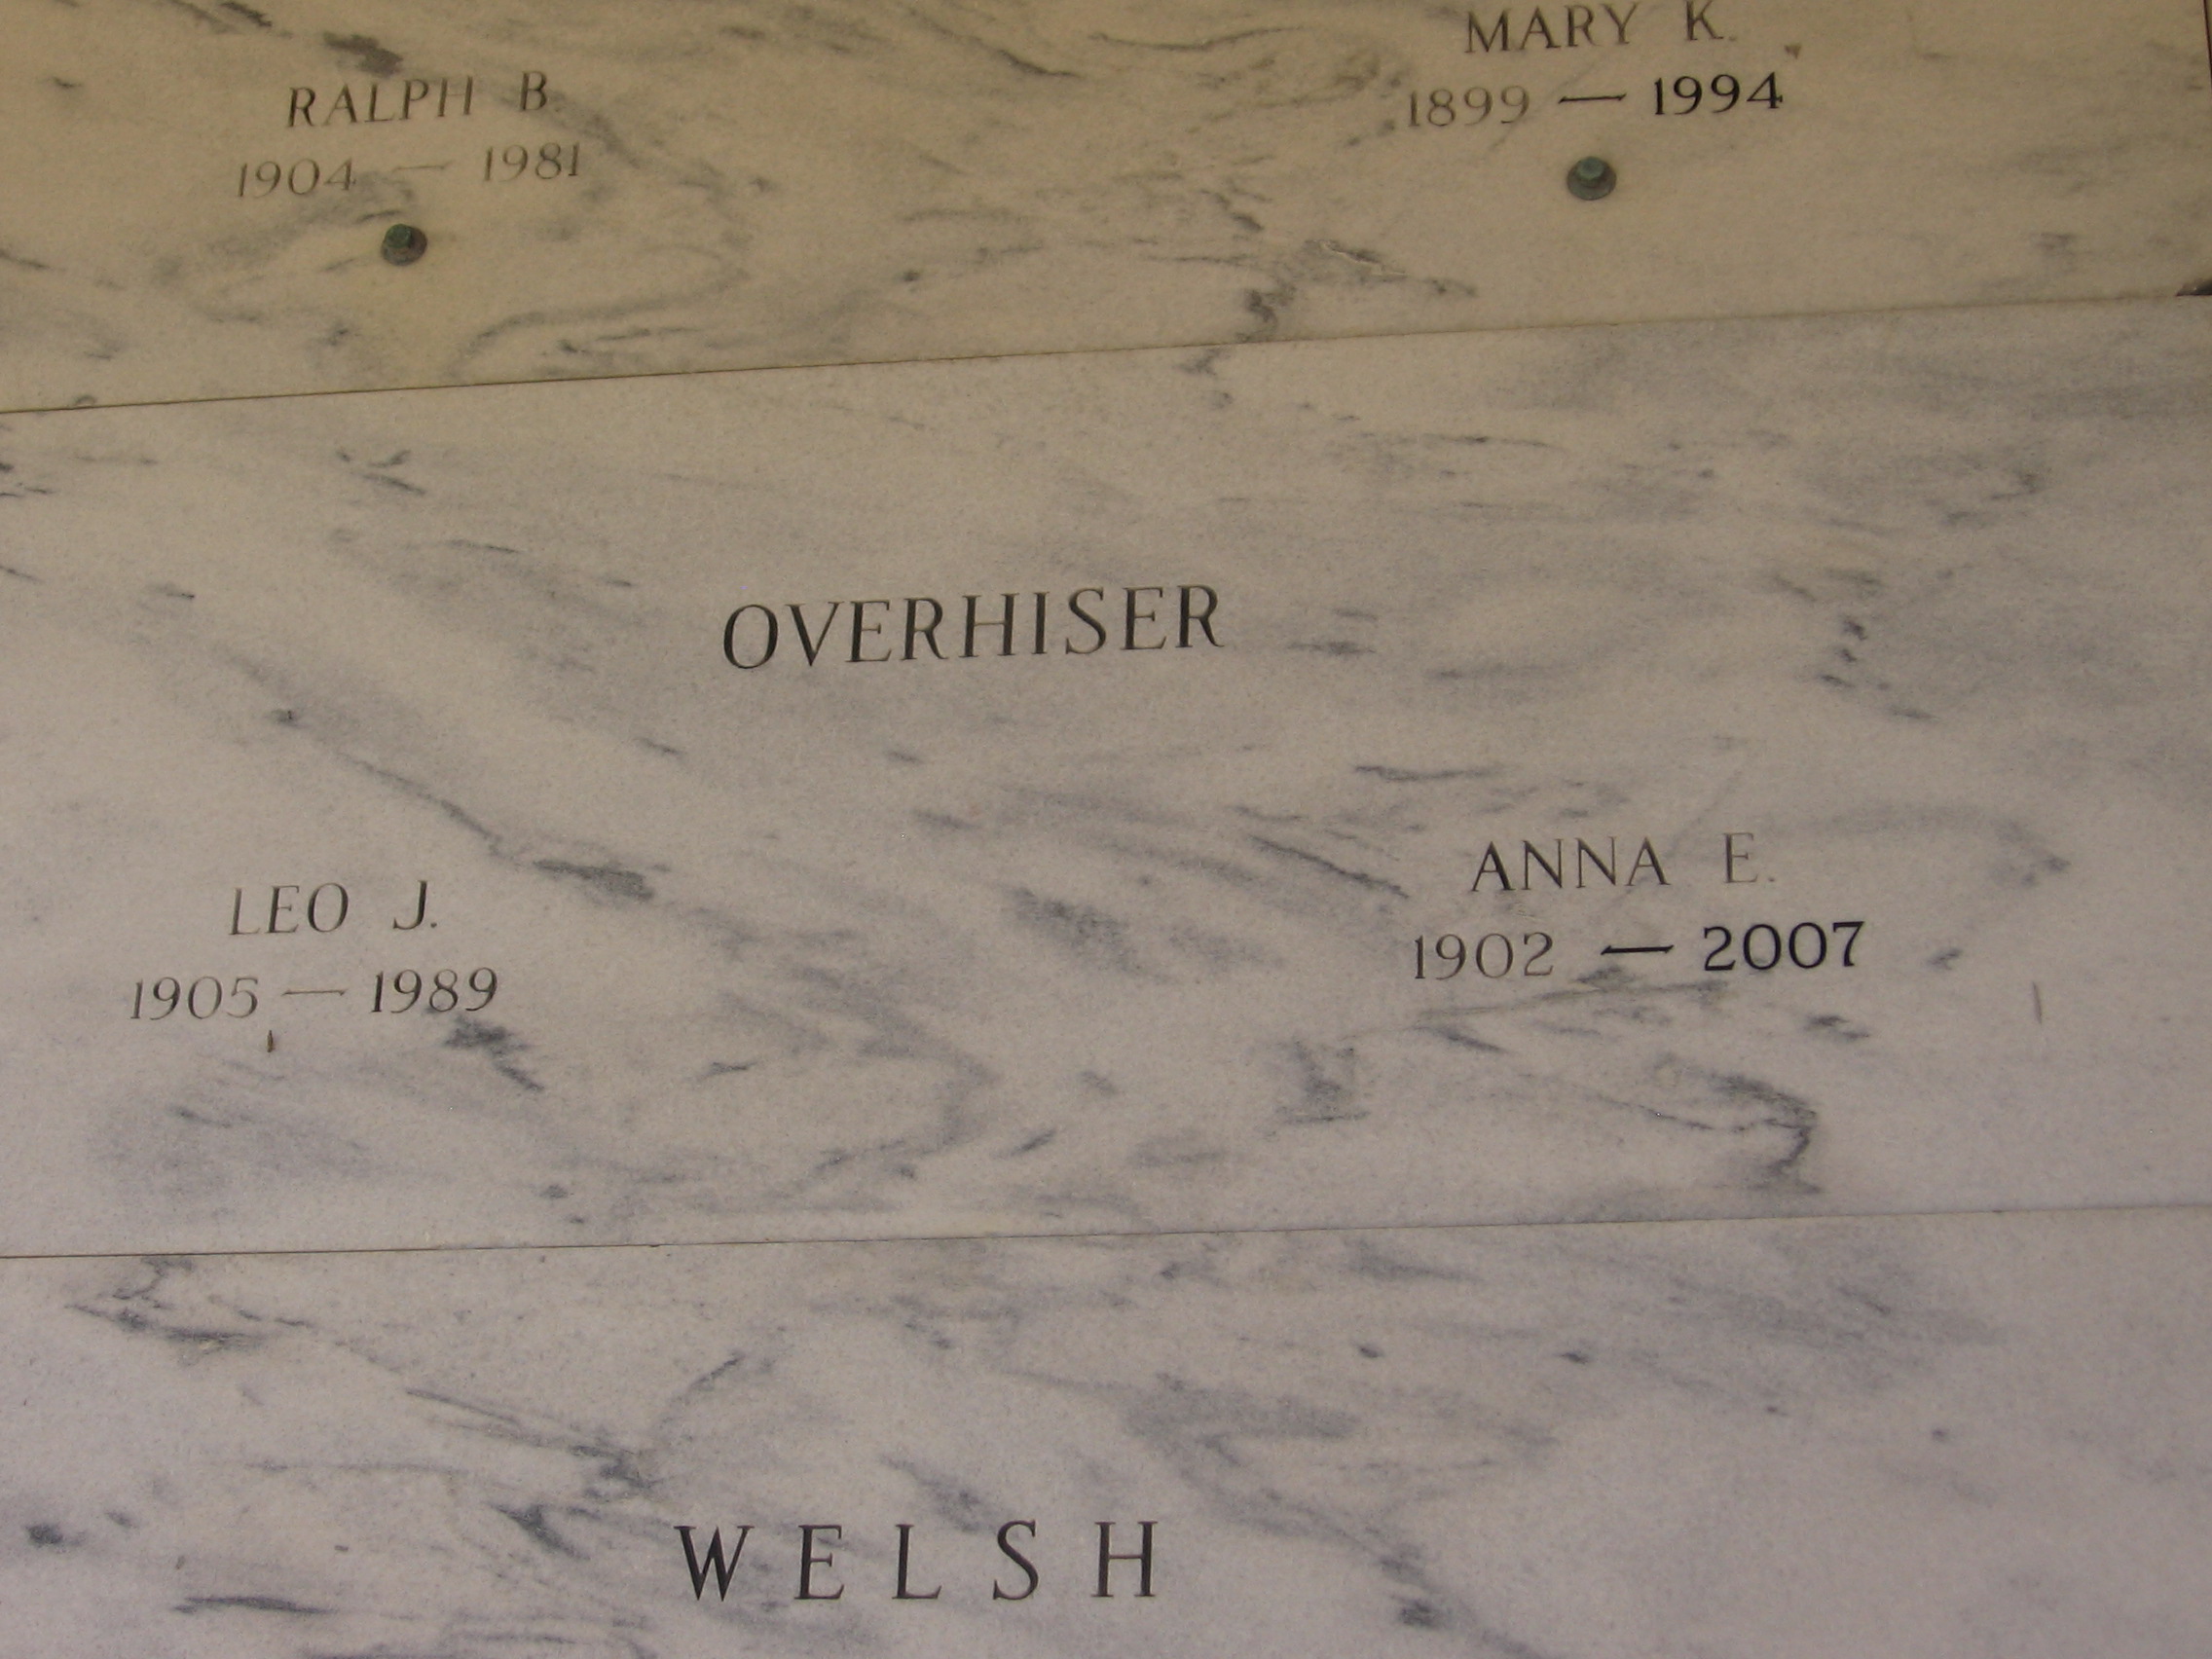 RALPH B.
1904 — 1981
MARY K.
1899 — 1994
OVERHISER
LEO J.
1905 — 1989
ANNA E.
1902 — 2007
WELSH